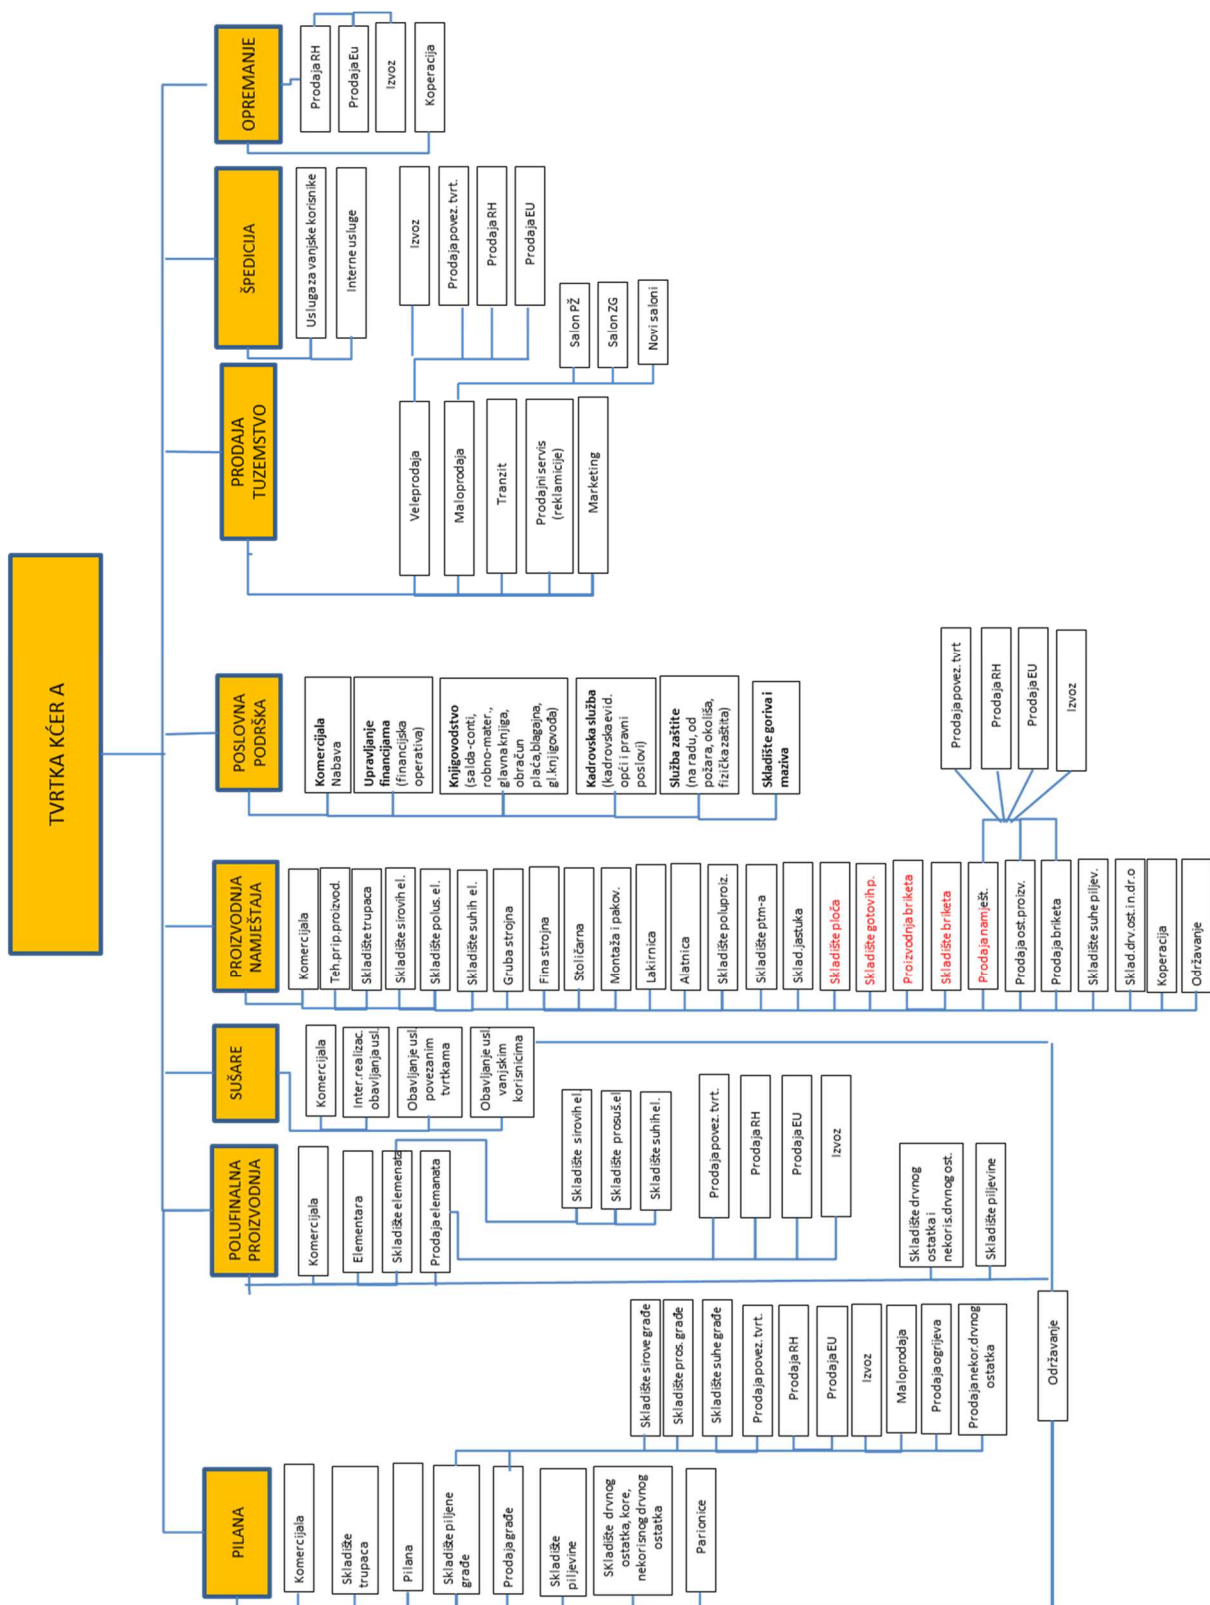 TVRTKA KĆER A
PILANA
Komercijala
Skladište
trupaca
Pilana
Skladište piljene
građe
Prodaja građe
Skladište
piljevine
SKladište drvnog
ostatka, kore,
nekorisnog drvnog
ostatka
Parionice
Skladište sirove građe
Skladište pros. građe
Skladište suhe građe
Prodaja povez. tvrt.
Prodaja RH
Prodaja EU
Izvoz
Maloprodaja
Prodaja ogrijeva
Prodaja nekor.drvnog
ostatka
Održavanje
POLUFINALNA
PROIZVODNJA
Komercijala
Elementara
Skladište elemenata
Prodaja elemanata
Skladište sirovih el.
Skladište prosuš.el
Skladište suhih el.
Prodaja povez. tvrt.
Prodaja RH
Prodaja EU
Izvoz
Skladište drvnog
ostatka i
nekoris.drvnog ost.
Skladište piljevine
SUŠARE
Komercijala
Inter.realizac.
obavljanja usl.
Obavljanje usl.
povezanim
tvrtkama
Obavljanje usl.
vanjskim
korisnicima
PROIZVODNJA
NAMJEŠTAJA
Komercijala
Teh.prip.proizvod.
Skladište trupaca
Skladište sirovih el.
Skladište polus. el.
Skladište suhih el.
Gruba strojna
Fina strojna
Stoličarna
Montaža i pakov.
Lakirnica
Alatnica
Skladište poluproiz.
Skladište ptm-a
Sklad.jastuka
Skladište ploča
Skladište gotovih p.
Proizvodnja briketa
Skladište briketa
Prodaja namješt.
Prodaja ost.proizv.
Prodaja briketa
Skladište suhe piljev.
Sklad.drv.ost.i n.dr.o
Koperacija
Održavanje
Prodaja povez. tvrt
Prodaja RH
Prodaja EU
Izvoz
POSLOVNA
PODRŠKA
Komercijala
Nabava
Upravljanje
financijama
(financijska
operativa)
Knjigovodstvo
(salda-conti,
robno-mater.,
glavna knjiga,
obračun
plaća,blagajna,
gl.knjigovođa)
Kadrovska služba
(kadrovska evid.
opći i pravni
poslovi)
Služba zaštite
(na radu, od
požara, okoliša,
fizička zaštita)
Skladište goriva i
maziva
PRODAJA
TUZEMSTVO
Veleprodaja
Maloprodaja
Tranzit
Prodajni servis
(reklamicije)
Marketing
Izvoz
Prodaja povez. tvrt.
Prodaja RH
Prodaja EU
Salon PŽ
Salon ZG
Novi saloni
ŠPEDICIJA
Usluga za vanjske korisnike
Interne usluge
OPREMANJE
Prodaja RH
Prodaja Eu
Izvoz
Koperacija